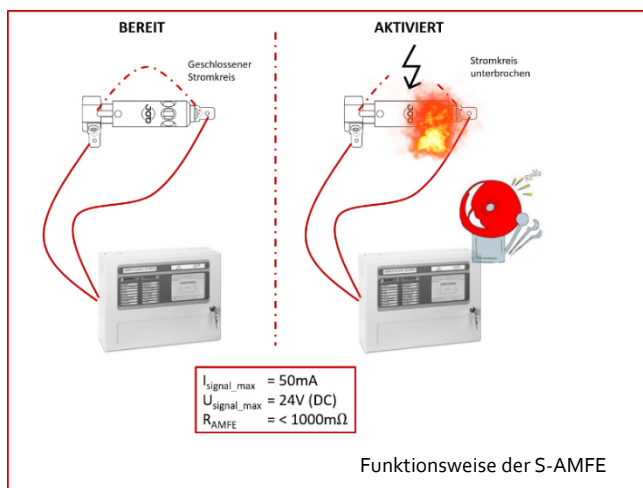 BEREIT
AKTIVIERT
Geschlossener
Stromkreis
Stromkreis
unterbrochen
I_signal_max = 50mA
U_signal_max = 24V (DC)
R_AMFE = < 1000mΩ
Funktionsweise der S-AMFE